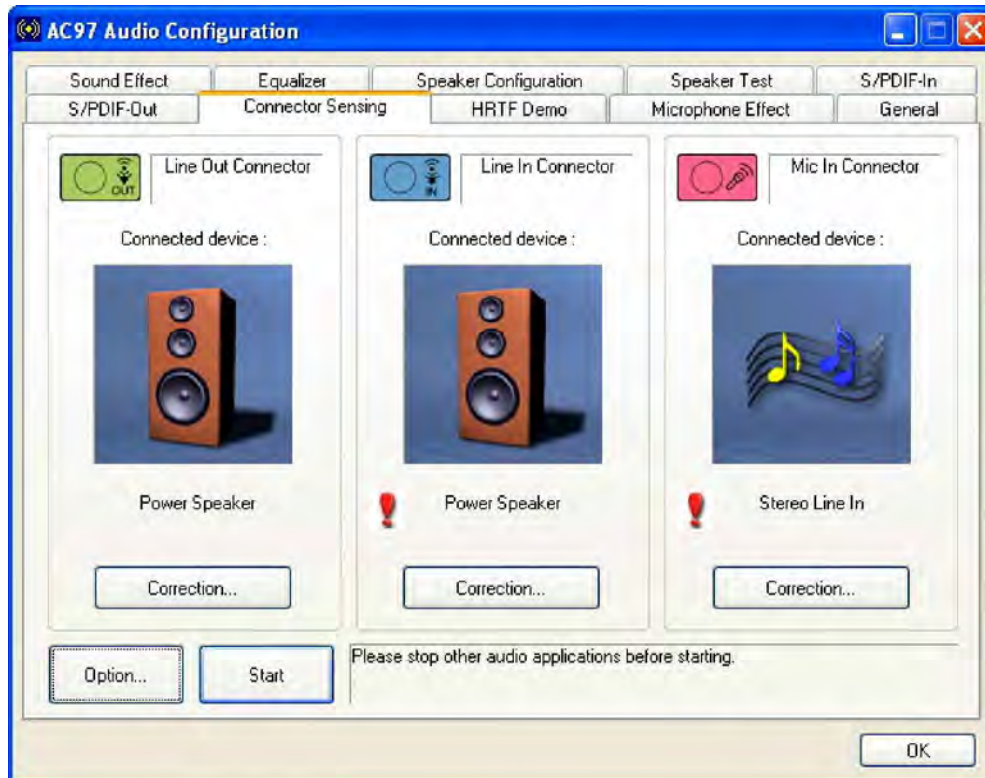 AC97 Audio Configuration
Sound Effect
Equalizer
Speaker Configuration
Speaker Test
S/PDIF-In
S/PDIF-Out
Connector Sensing
HRTF Demo
Microphone Effect
General
OUT
Line Out Connector
IN
Line In Connector
Mic In Connector
Connected device :
Connected device :
Connected device :
Power Speaker
Power Speaker
Stereo Line In
Correction...
Correction...
Correction...
Option...
Start
Please stop other audio applications before starting.
OK